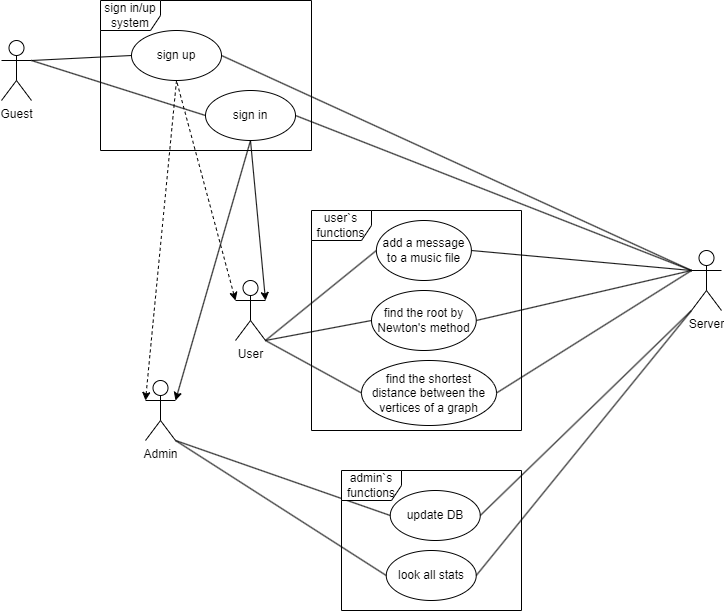 sign in/up
system
sign up
sign in
Guest
user`s
functions
add a message
to a music file
find the root by
Newton's method
find the shortest
distance between the
vertices of a graph
User
Server
Admin
admin`s
functions
update DB
look all stats